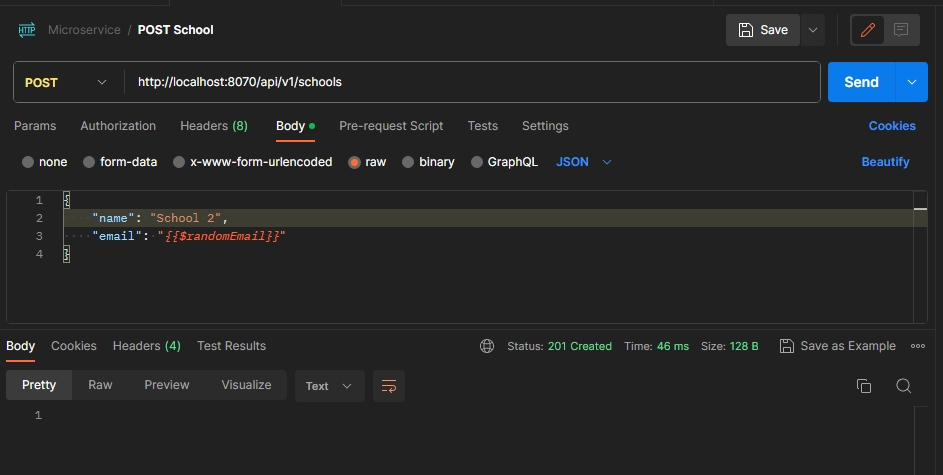 HTTP Microservice / POST School Save
POST http://localhost:8070/api/v1/schools Send
Params Authorization Headers (8) Body Pre-request Script Tests Settings Cookies
none form-data x-www-form-urlencoded raw binary GraphQL JSON Beautify
1 {
2 "name": "School 2",
3 "email": "{{$randomEmail}}"
4 }
Body Cookies Headers (4) Test Results Status: 201 Created Time: 46 ms Size: 128 B Save as Example
Pretty Raw Preview Visualize Text
1